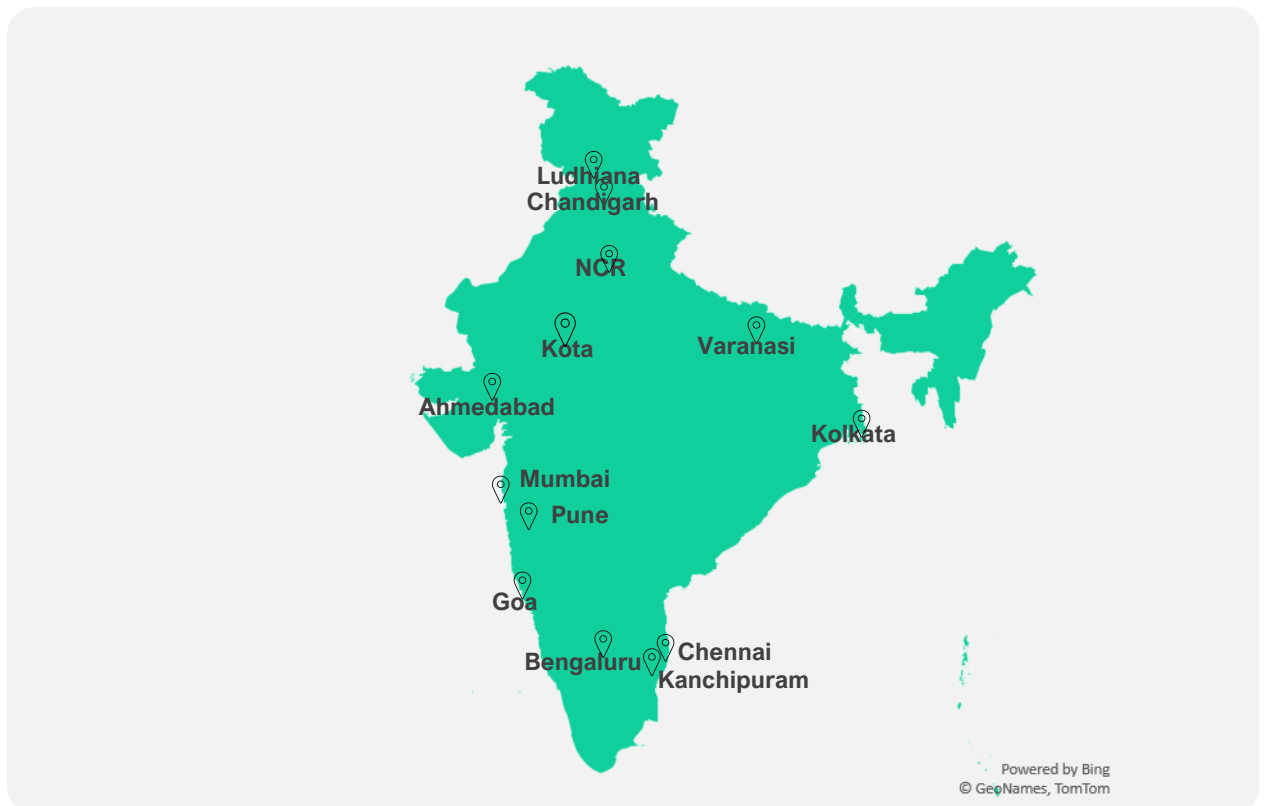 Ludhiana
Chandigarh
NCR
Kota
Varanasi
Ahmedabad
Kolkata
Mumbai
Pune
Goa
Bengaluru
Chennai
Kanchipuram
Powered by Bing
© GeoNames, TomTom